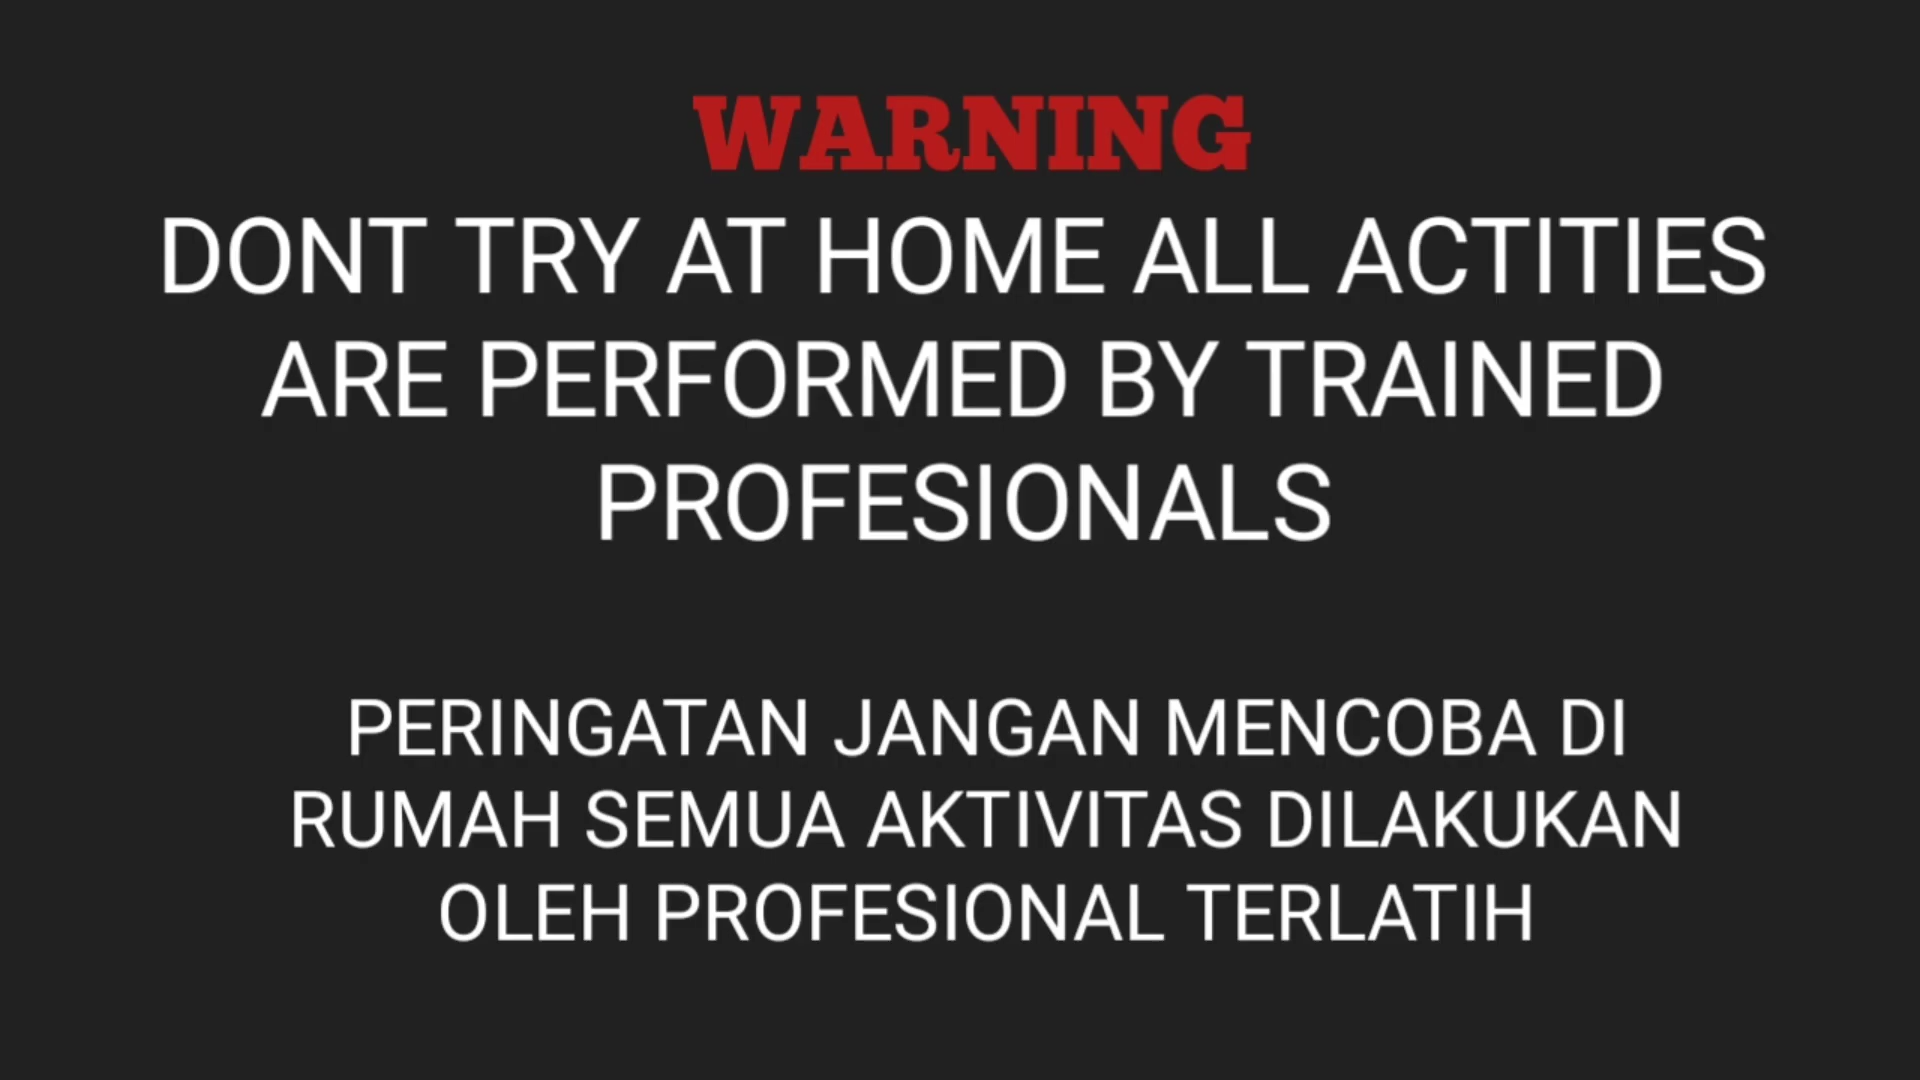 WARNING
DONT TRY AT HOME ALL ACTITIES
ARE PERFORMED BY TRAINED
PROFESIONALS
PERINGATAN JANGAN MENCOBA DI
RUMAH SEMUA AKTIVITAS DILAKUKAN
OLEH PROFESIONAL TERLATIH